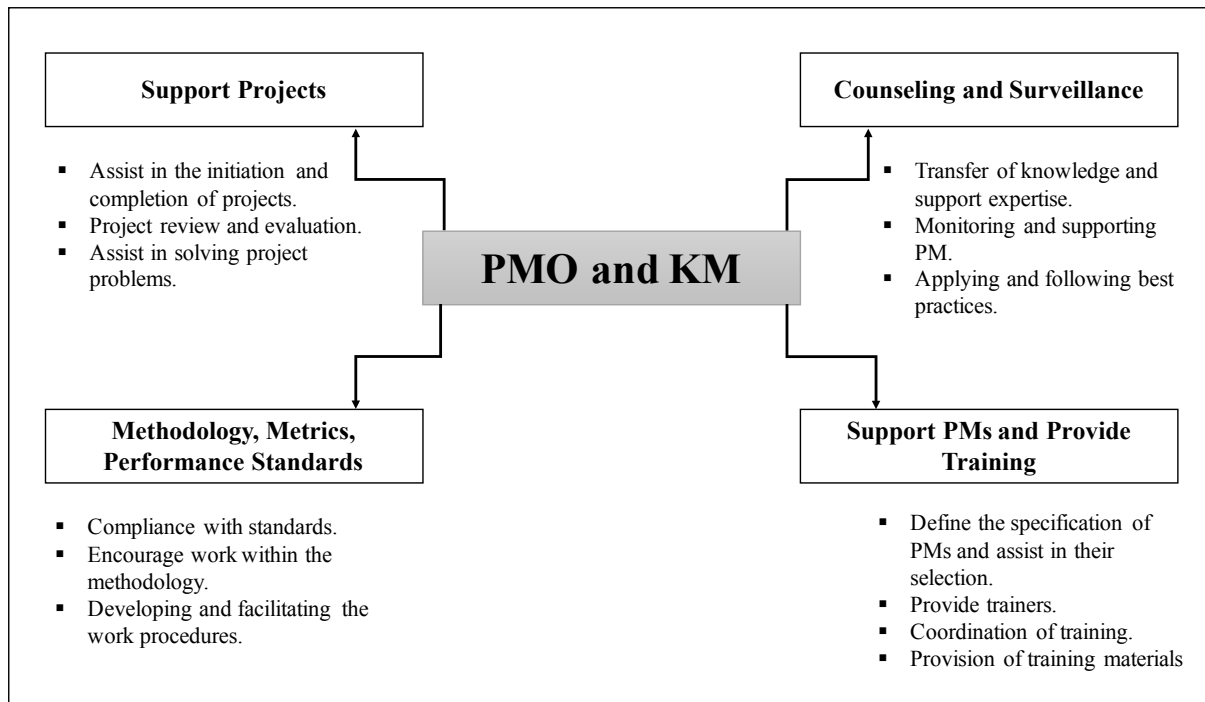 Support Projects
▪ Assist in the initiation and
completion of projects.
▪ Project review and evaluation.
▪ Assist in solving project
problems.
Counseling and Surveillance
▪ Transfer of knowledge and
support expertise.
▪ Monitoring and supporting
PM.
▪ Applying and following best
practices.
PMO and KM
Methodology, Metrics,
Performance Standards
▪ Compliance with standards.
▪ Encourage work within the
methodology.
▪ Developing and facilitating the
work procedures.
Support PMs and Provide
Training
▪ Define the specification of
PMs and assist in their
selection.
▪ Provide trainers.
▪ Coordination of training.
▪ Provision of training materials